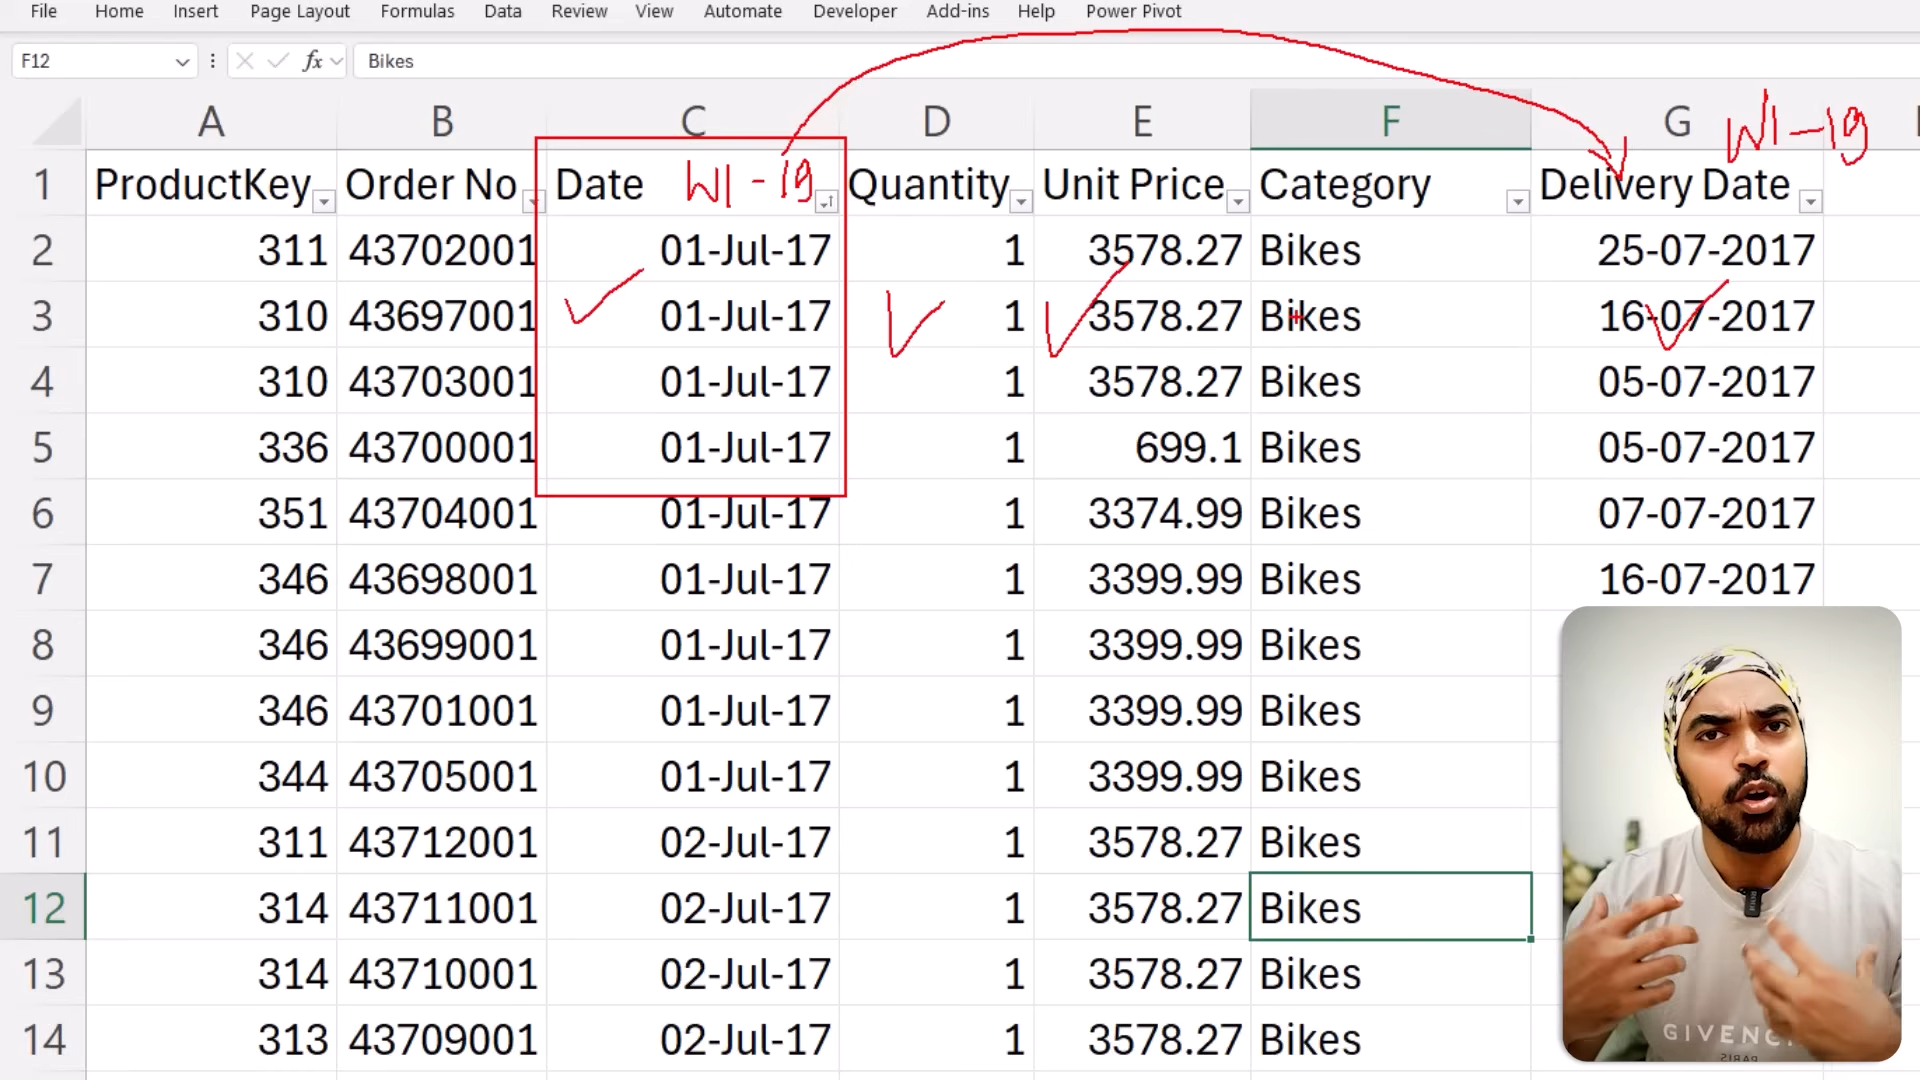 File Home Insert Page Layout Formulas Data Review View Automate Developer Add-ins Help Power Pivot
F12 fx Bikes
A B C D E F G W1-19
1 ProductKey Order No Date W1-19 Quantity Unit Price Category Delivery Date
2 311 43702001 01-Jul-17 1 3578.27 Bikes 25-07-2017
3 310 43697001 01-Jul-17 1 3578.27 Bikes 16-07-2017
4 310 43703001 01-Jul-17 1 3578.27 Bikes 05-07-2017
5 336 43700001 01-Jul-17 1 699.1 Bikes 05-07-2017
6 351 43704001 01-Jul-17 1 3374.99 Bikes 07-07-2017
7 346 43698001 01-Jul-17 1 3399.99 Bikes 16-07-2017
8 346 43699001 01-Jul-17 1 3399.99 Bikes
9 346 43701001 01-Jul-17 1 3399.99 Bikes
10 344 43705001 01-Jul-17 1 3399.99 Bikes
11 311 43712001 02-Jul-17 1 3578.27 Bikes
12 314 43711001 02-Jul-17 1 3578.27 Bikes
13 314 43710001 02-Jul-17 1 3578.27 Bikes
14 313 43709001 02-Jul-17 1 3578.27 Bikes
GIVENC
PARIS